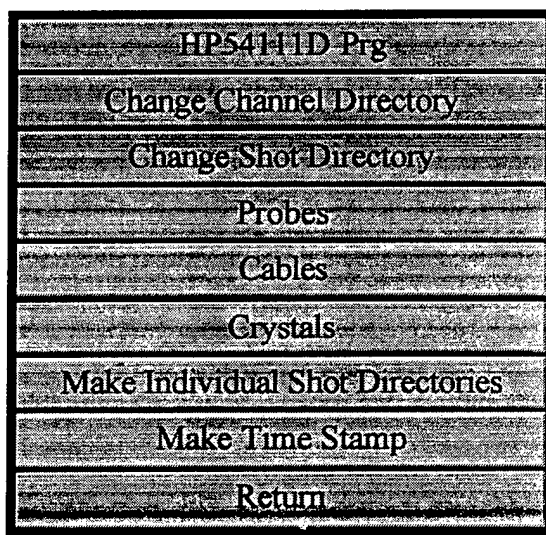 HP54111D Prg
Change Channel Directory
Change Shot Directory
Probes
Cables
Crystals
Make Individual Shot Directories
Make Time Stamp
Return